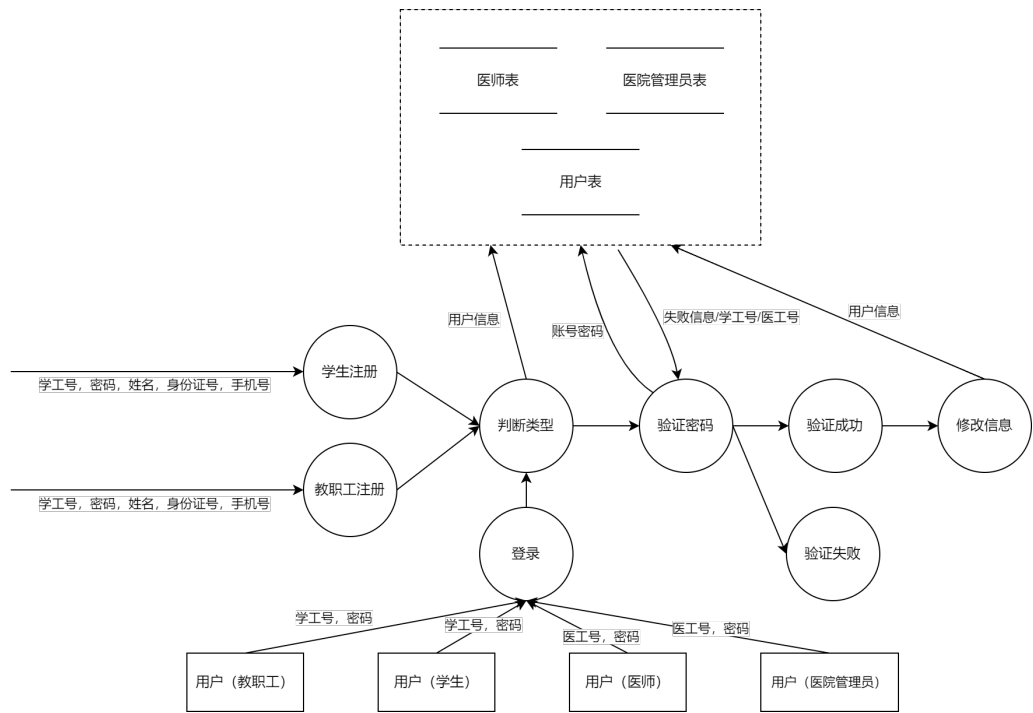 医师表
医院管理员表
用户表
用户信息
账号密码
失败信息/学工号/医工号
用户信息
学工号，密码，姓名，身份证号，手机号
学生注册
判断类型
验证密码
验证成功
修改信息
学工号，密码，姓名，身份证号，手机号
教职工注册
登录
验证失败
学工号，密码
学工号，密码
医工号，密码
医工号，密码
用户（教职工）
用户（学生）
用户（医师）
用户（医院管理员）